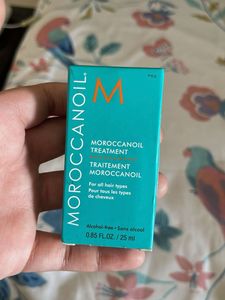 MOROCCANOIL®
M
MOROCCANOIL
TREATMENT
TRAITEMENT
MOROCCANOIL
For all hair types
Pour tous les types
de cheveux
Alcohol-free • Sans alcool
0.85 FL.OZ. / 25 ml